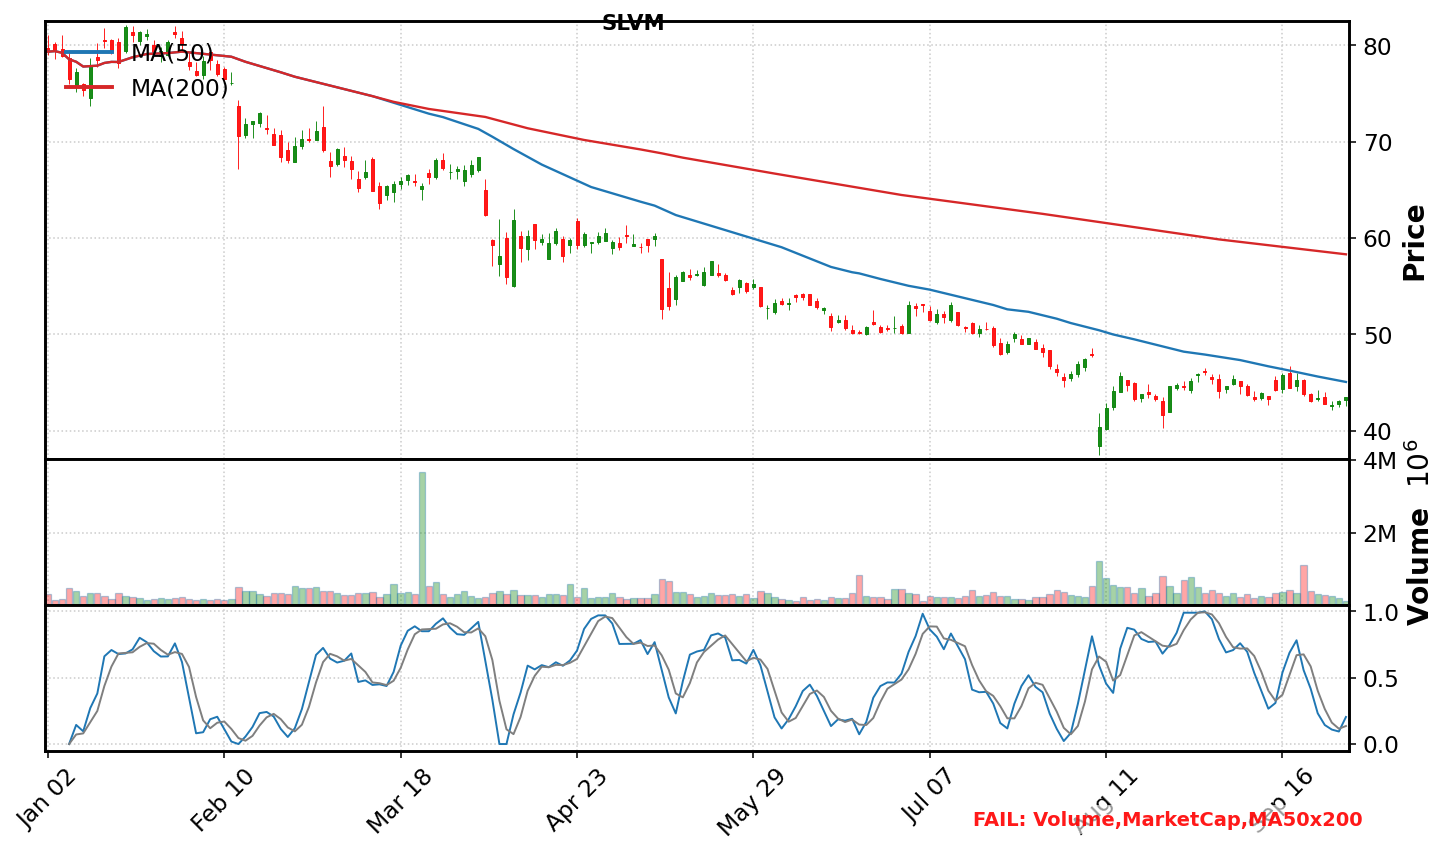 SLVM
MA(50)
MA(200)
80
70
60
50
40
Price
4M
2M
Volume 10^6
1.0
0.5
0.0
Jan 02
Feb 10
Mar 18
Apr 23
May 29
Jul 07
Aug 11
Sep 16
FAIL: Volume,MarketCap,MA50x200